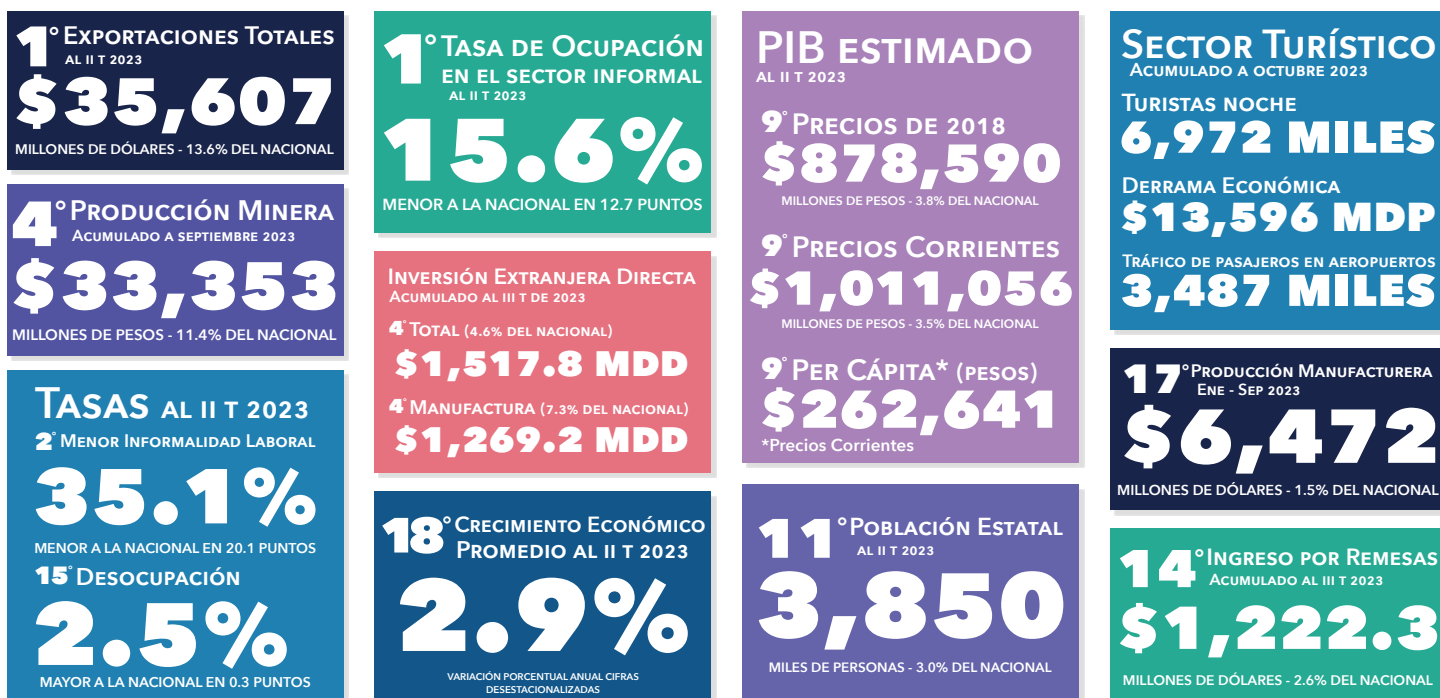 1° Exportaciones Totales
al II T 2023
$35,607
MILLONES DE DÓLARES - 13.6% DEL NACIONAL
4° Producción Minera
Acumulado a septiembre 2023
$33,353
MILLONES DE PESOS - 11.4% DEL NACIONAL
Tasas al II T 2023
2° Menor Informalidad Laboral
35.1%
MENOR A LA NACIONAL EN 20.1 PUNTOS
15° Desocupación
2.5%
MAYOR A LA NACIONAL EN 0.3 PUNTOS
1° Tasa de Ocupación
en el sector informal
al II T 2023
15.6%
MENOR A LA NACIONAL EN 12.7 PUNTOS
Inversión Extranjera Directa
Acumulado al III T de 2023
4° Total (4.6% del nacional)
$1,517.8 MDD
4° Manufactura (7.3% del nacional)
$1,269.2 MDD
18° Crecimiento Económico
Promedio al II T 2023
2.9%
VARIACIÓN PORCENTUAL ANUAL CIFRAS
DESESTACIONALIZADAS
PIB estimado
al II T 2023
9° Precios de 2018
$878,590
MILLONES DE PESOS - 3.8% DEL NACIONAL
9° Precios Corrientes
$1,011,056
MILLONES DE PESOS - 3.5% DEL NACIONAL
9° Per Cápita* (pesos)
$262,641
*Precios Corrientes
11° Población Estatal
al II T 2023
3,850
MILES DE PERSONAS - 3.0% DEL NACIONAL
Sector Turístico
Acumulado a octubre 2023
Turistas noche
6,972 MILES
Derrama Económica
$13,596 MDP
Tráfico de pasajeros en aeropuertos
3,487 MILES
17° Producción Manufacturera
Ene - Sep 2023
$6,472
MILLONES DE DÓLARES - 1.5% DEL NACIONAL
14° Ingreso por Remesas
Acumulado al III T 2023
$1,222.3
MILLONES DE DÓLARES - 2.6% DEL NACIONAL